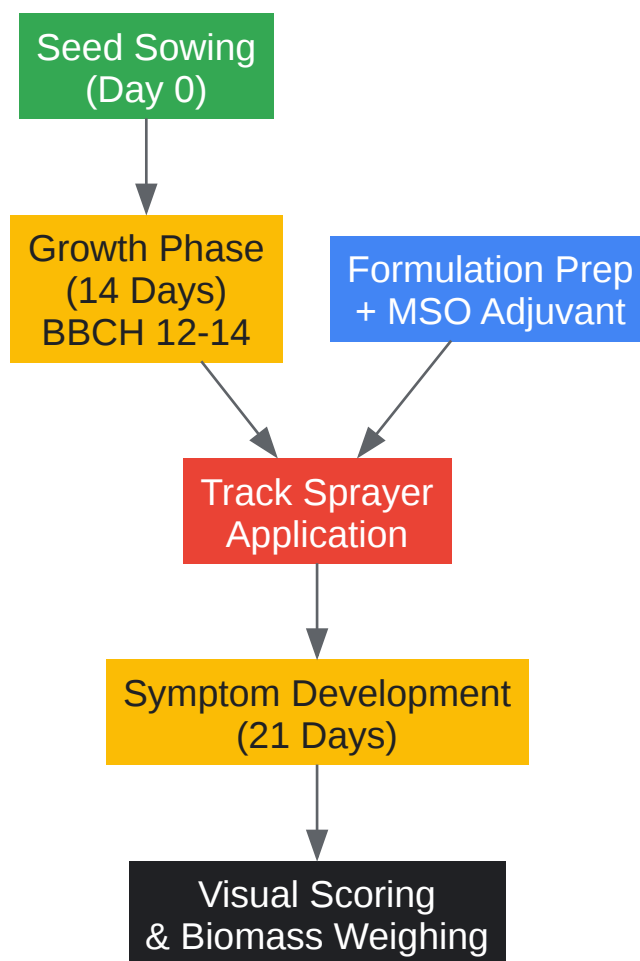 Seed Sowing
(Day 0)
Growth Phase
(14 Days)
BBCH 12-14
Formulation Prep
+ MSO Adjuvant
Track Sprayer
Application
Symptom Development
(21 Days)
Visual Scoring
& Biomass Weighing